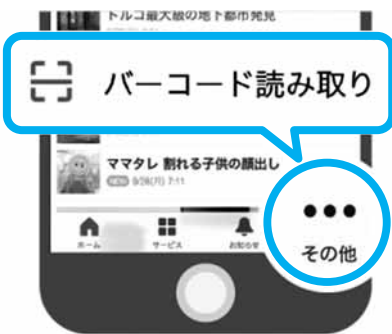 トルコ最大級の地下都市発見
バーコード読み取り
ママタレ 割れる子供の顔出し
NEW 9/26(月) 7:11
ホーム
サービス
お知らせ
その他